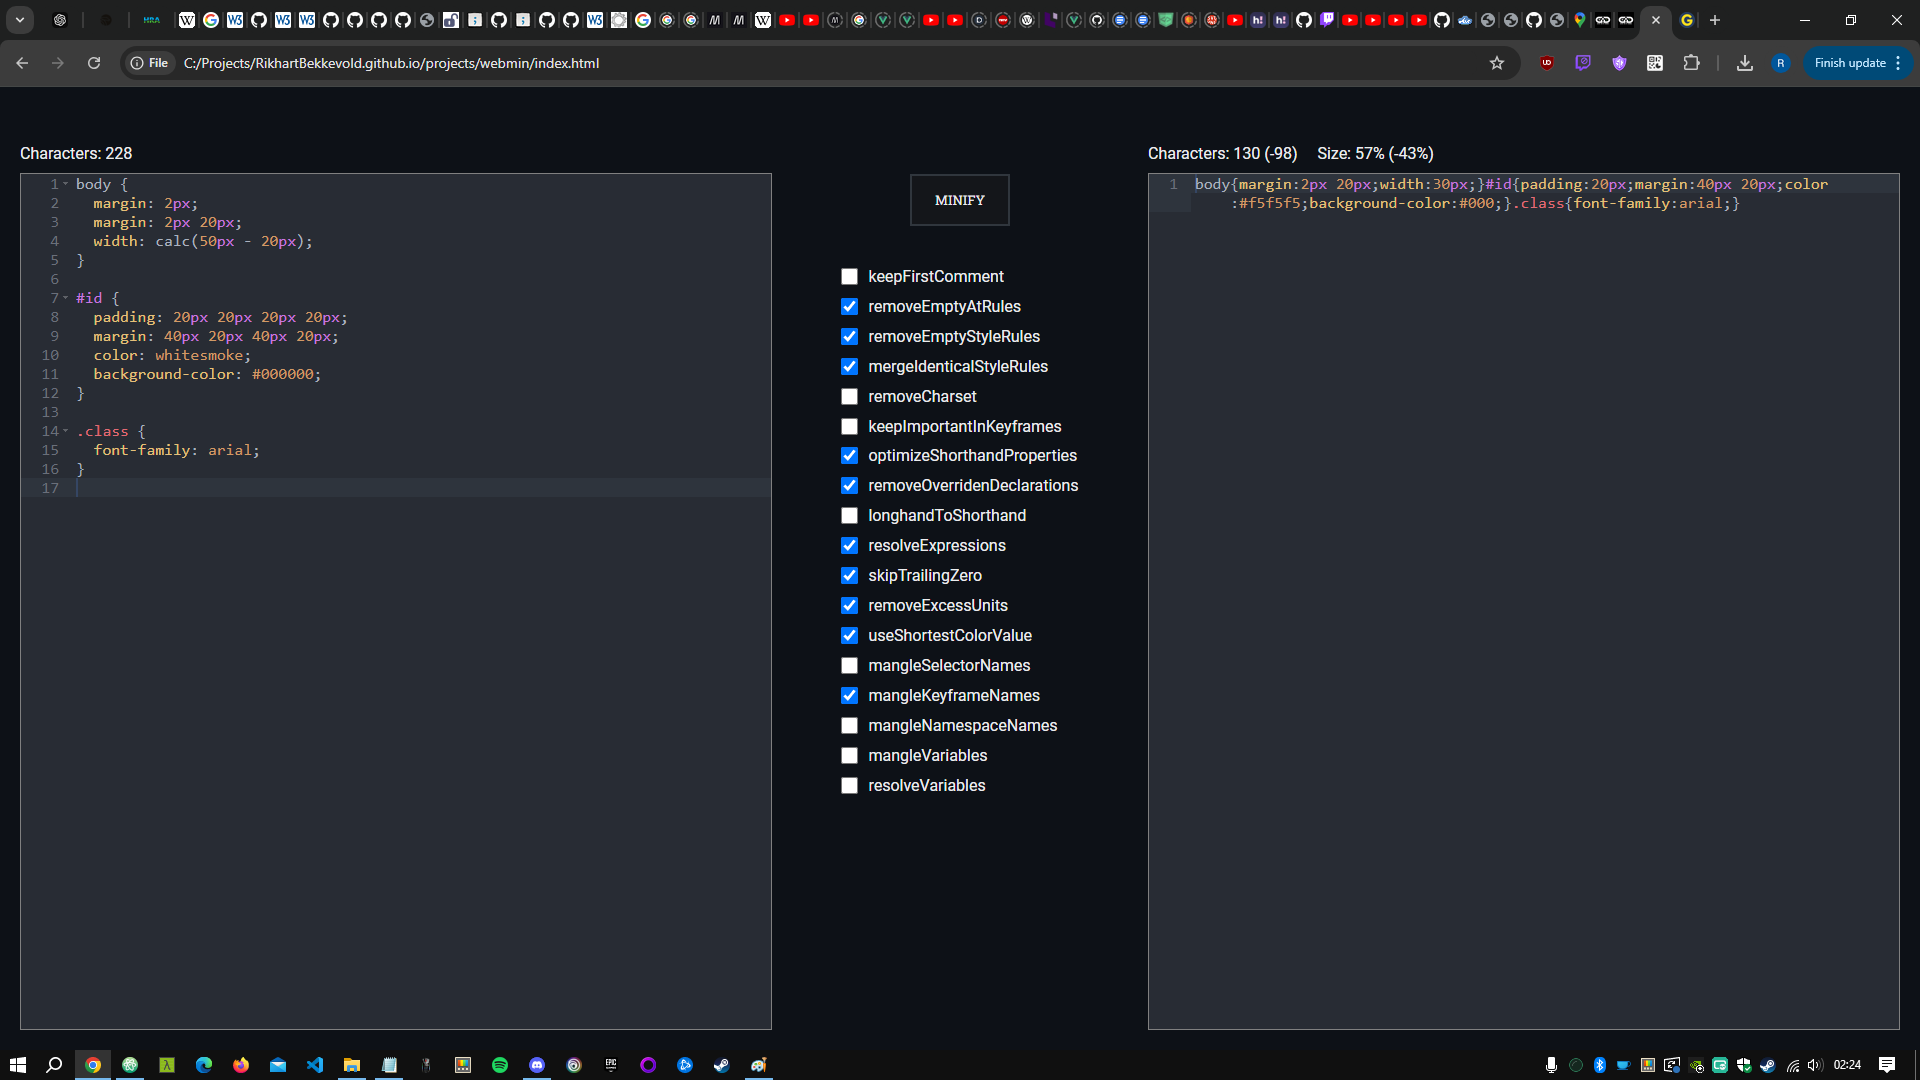 File
C:/Projects/RikhartBekkevold.github.io/projects/webmin/index.html
Finish update
Characters: 228
1 body {
2 margin: 2px;
3 margin: 2px 20px;
4 width: calc(50px - 20px);
5 }
6
7 #id {
8 padding: 20px 20px 20px 20px;
9 margin: 40px 20px 40px 20px;
10 color: whitesmoke;
11 background-color: #000000;
12 }
13
14 .class {
15 font-family: arial;
16 }
17
MINIFY
keepFirstComment
removeEmptyAtRules
removeEmptyStyleRules
mergeIdenticalStyleRules
removeCharset
keepImportantInKeyframes
optimizeShorthandProperties
removeOverridenDeclarations
longhandToShorthand
resolveExpressions
skipTrailingZero
removeExcessUnits
useShortestColorValue
mangleSelectorNames
mangleKeyframeNames
mangleNamespaceNames
mangleVariables
resolveVariables
Characters: 130 (-98) Size: 57% (-43%)
1 body{margin:2px 20px;width:30px;}#id{padding:20px;margin:40px 20px;color
:#f5f5f5;background-color:#000;}.class{font-family:arial;}
02:24